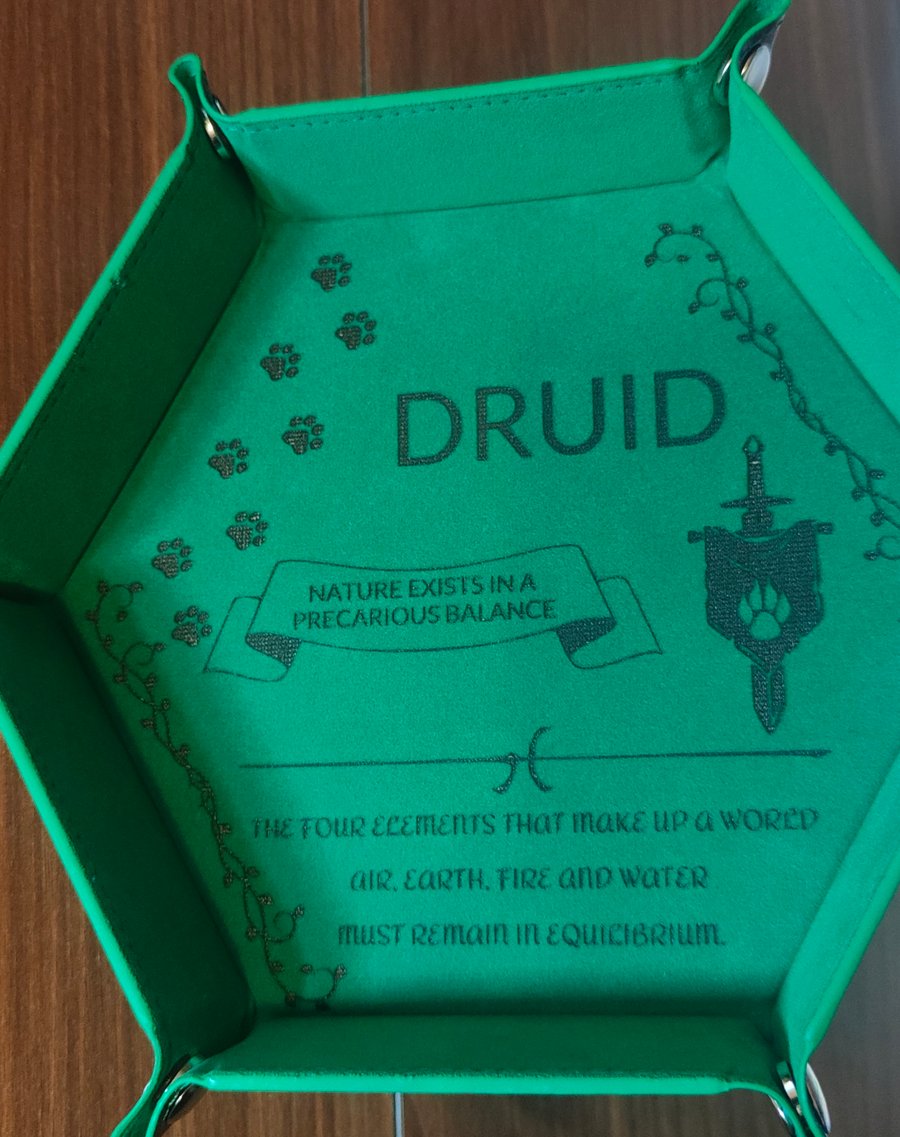 DRUID
NATURE EXISTS IN A
PRECARIOUS BALANCE
THE FOUR ELEMENTS THAT MAKE UP A WORLD
AIR, EARTH, FIRE AND WATER
MUST REMAIN IN EQUILIBRIUM.